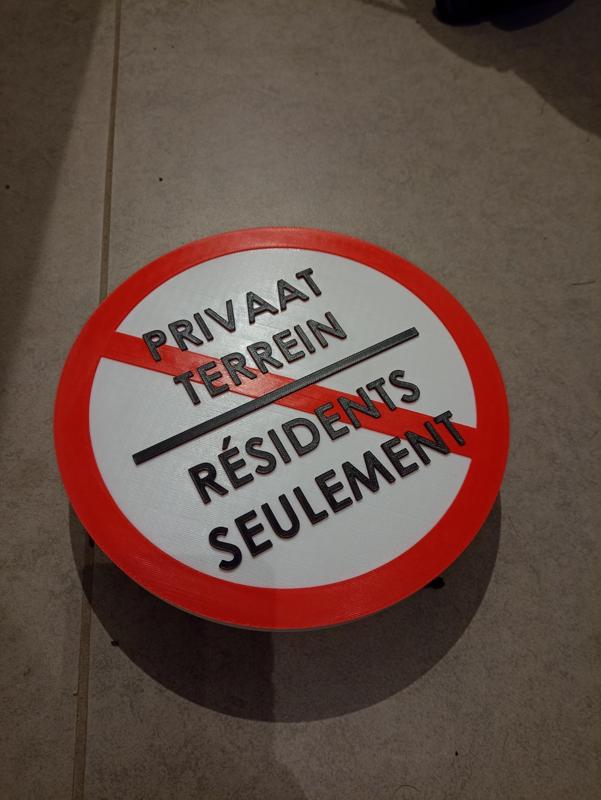 PRIVAAT
TERREIN
RÉSIDENTS
SEULEMENT